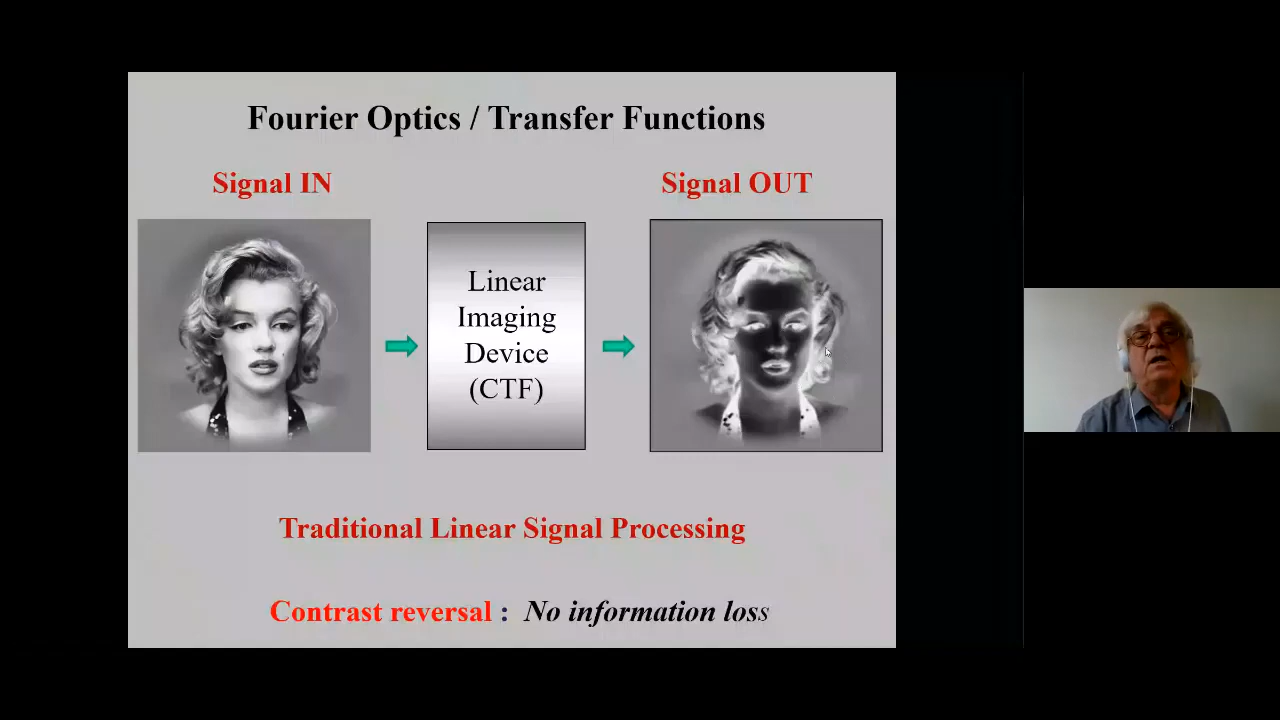 Fourier Optics / Transfer Functions
Signal IN
Signal OUT
Linear
Imaging
Device
(CTF)
Traditional Linear Signal Processing
Contrast reversal : No information loss